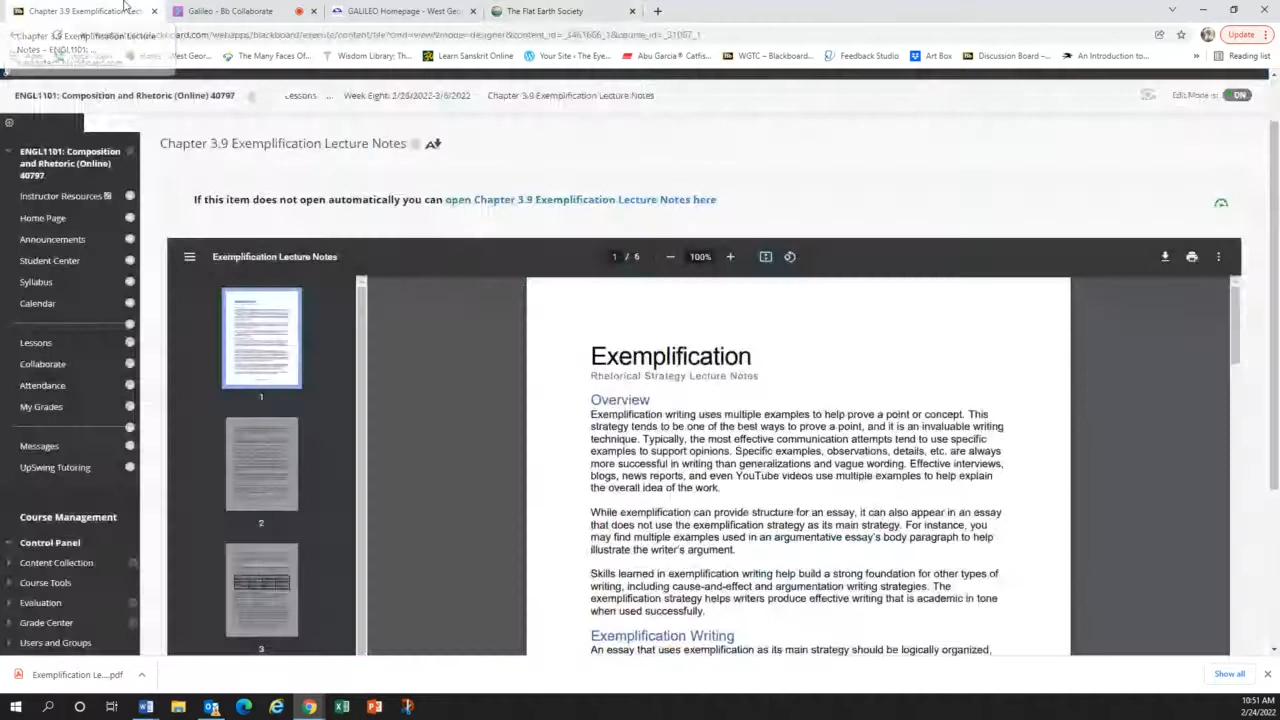 Chapter 3.9 Exemplification Lect
Galileo - Bb Collaborate
GALILEO Homepage - West Geo
The Flat Earth Society
Chapter 3.9 Exemplification Lecture
Notes – ENGL1101: ...
Update
West Geor...
The Many Faces Of...
Wisdom Library: Th...
Learn Sanskrit Online
Your Site ‹ The Eye...
Abu Garcia® Catfis...
WGTC – Blackboard...
Feedback Studio
Art Box
Discussion Board –...
An Introduction to...
»
Reading list
ENGL1101: Composition and Rhetoric (Online) 40797
Lessons
...
Week Eight: 2/26/2022-3/6/2022
Chapter 3.9 Exemplification Lecture Notes
Edit Mode is:
ON
ENGL1101: Composition
and Rhetoric (Online)
40797
Instructor Resources
Home Page
Announcements
Student Center
Syllabus
Calendar
Lessons
Collaborate
Attendance
My Grades
Messages
UpSwing Tutoring
Course Management
Control Panel
Content Collection
Course Tools
Evaluation
Grade Center
Users and Groups
Chapter 3.9 Exemplification Lecture Notes
If this item does not open automatically you can open Chapter 3.9 Exemplification Lecture Notes here
Exemplification Lecture Notes
1 / 6
100%
1
2
3
Exemplification
Rhetorical Strategy Lecture Notes
Overview
Exemplification writing uses multiple examples to help prove a point or concept. This
strategy tends to be one of the best ways to prove a point, and it is an invaluable writing
technique. Typically, the most effective communication attempts tend to use specific
examples to support opinions. Specific examples, observations, details, etc. are always
more successful in writing than generalizations and vague wording. Effective interviews,
blogs, news reports, and even YouTube videos use multiple examples to help explain
the overall idea of the work.
While exemplification can provide structure for an essay, it can also appear in an essay
that does not use the exemplification strategy as its main strategy. For instance, you
may find multiple examples used in an argumentative essay's body paragraph to help
illustrate the writer's argument.
Skills learned in exemplification writing help build a strong foundation for other types of
writing, including cause-and-effect and argumentation writing strategies. The
exemplification strategy helps writers produce effective writing that is academic in tone
when used successfully.
Exemplification Writing
An essay that uses exemplification as its main strategy should be logically organized,
Exemplification Le....pdf
Show all
10:51 AM
2/24/2022